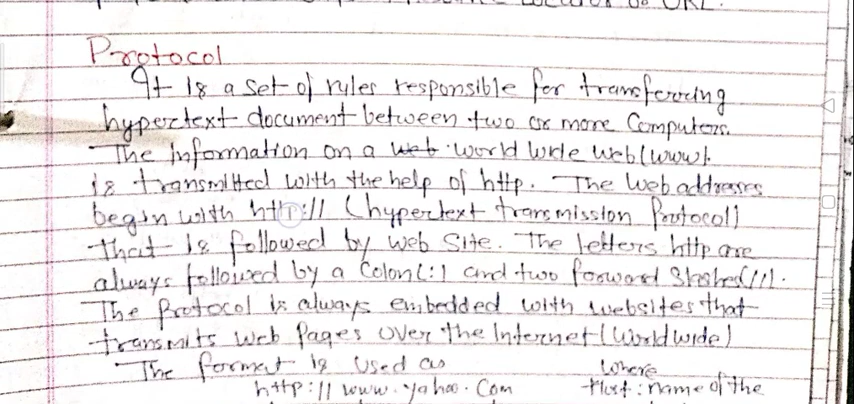 or URL.
Protocol
It is a set of rules responsible for transferring
hypertext document between two or more Computers.
The Information on a web world wide web (www).
is transmitted with the help of http. The Web addresses
begin with http:// (hypertext transmission Protocol)
that is followed by web Site. The letters http are
always followed by a Colon (:) and two forward Slashed (//).
The Protocol is always embedded with websites that
transmits Web Pages over the Internet (World wide)
The format is Used as where
http://www.yahoo.Com Host: name of the